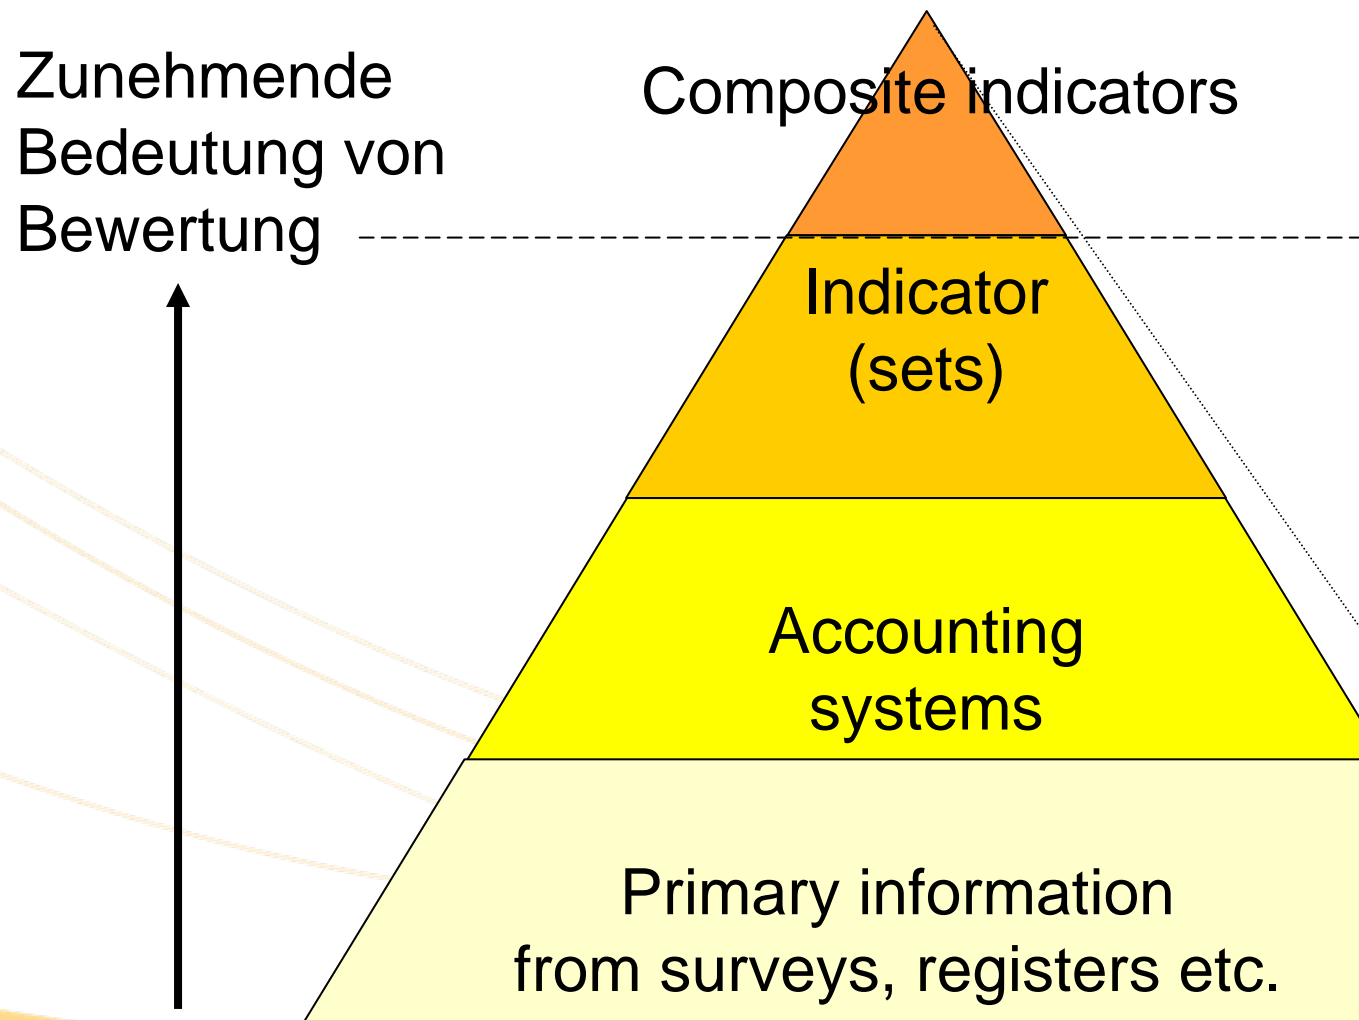 Zunehmende
Bedeutung von
Bewertung
Composite indicators
Indicator
(sets)
Accounting
systems
Primary information
from surveys, registers etc.